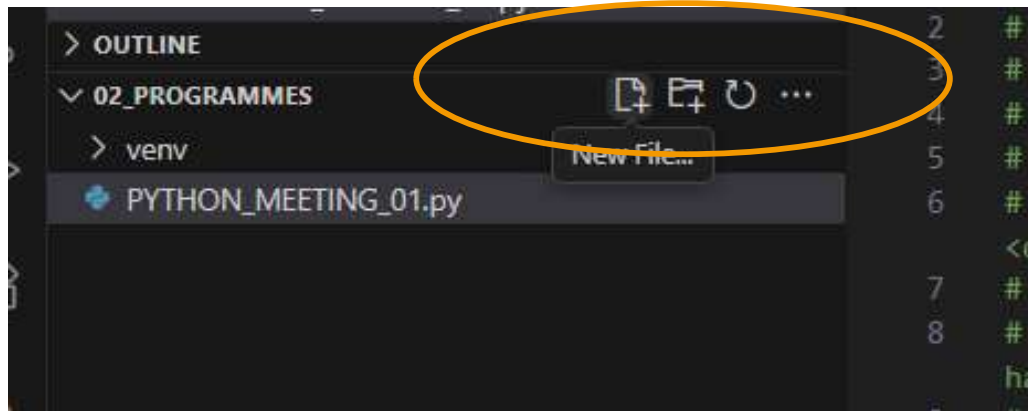 OUTLINE
02_PROGRAMMES
New File...
venv
PYTHON_MEETING_01.py
2 #
3 #
4 #
5 #
6 #
7 #
8 #